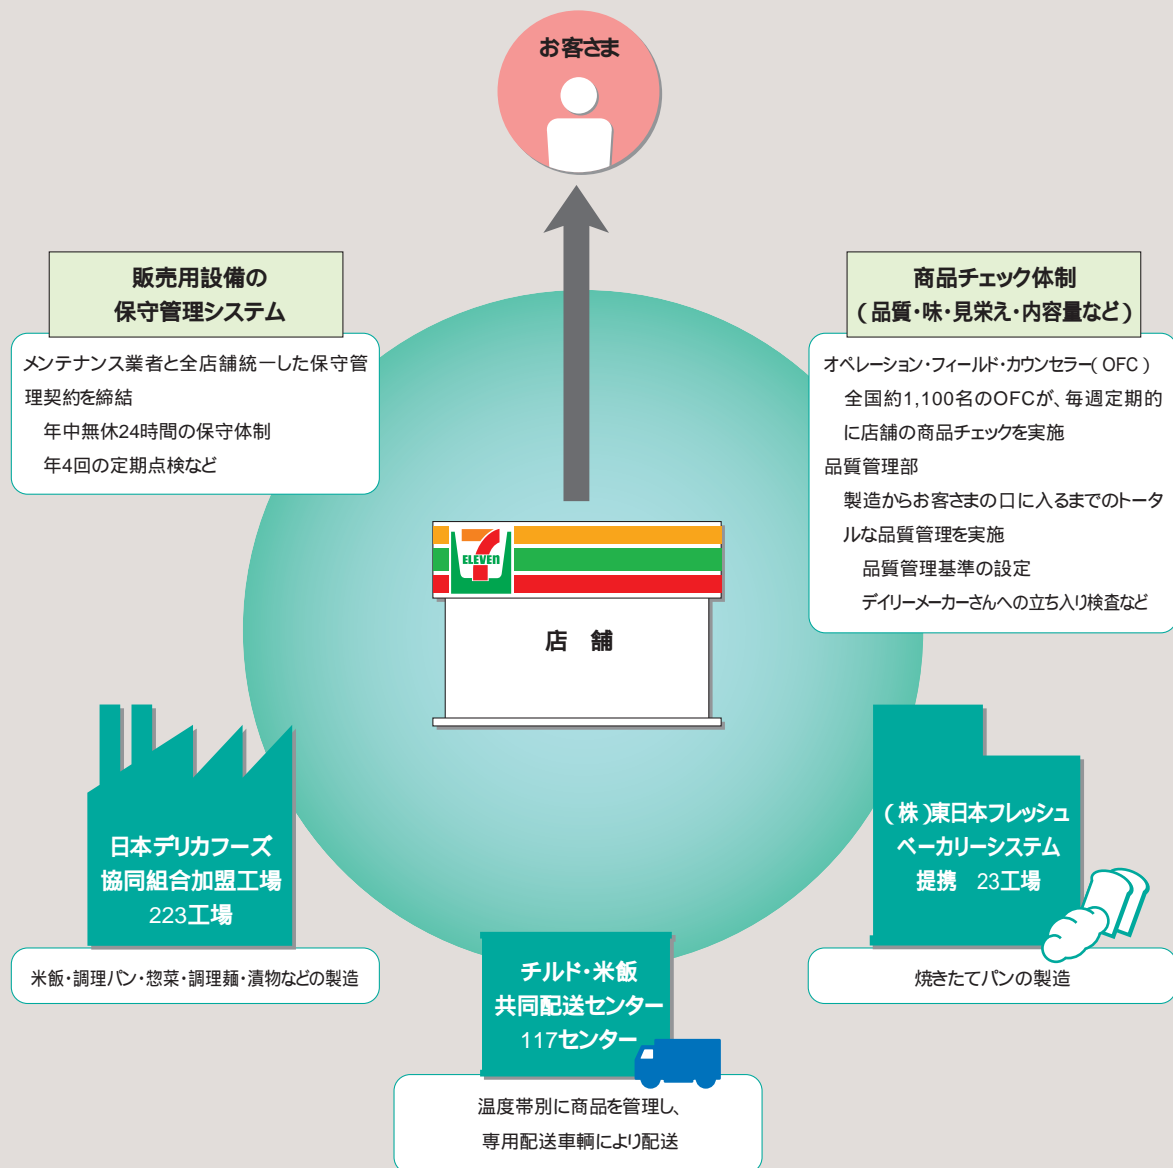 お客さま
販売用設備の
保守管理システム
メンテナンス業者と全店舗統一した保守管
理契約を締結
年中無休24時間の保守体制
年4回の定期点検など
商品チェック体制
(品質・味・見栄え・内容量など)
オペレーション・フィールド・カウンセラー(OFC)
全国約1,100名のOFCが、毎週定期的
に店舗の商品チェックを実施
品質管理部
製造からお客さまの口に入るまでのトータ
ルな品質管理を実施
品質管理基準の設定
デイリーメーカーさんへの立ち入り検査など
7
ELEVEn
店 舗
日本デリカフーズ
協同組合加盟工場
223工場
米飯・調理パン・惣菜・調理麺・漬物などの製造
チルド・米飯
共同配送センター
117センター
温度帯別に商品を管理し、
専用配送車輌により配送
(株)東日本フレッシュ
ベーカリーシステム
提携 23工場
焼きたてパンの製造